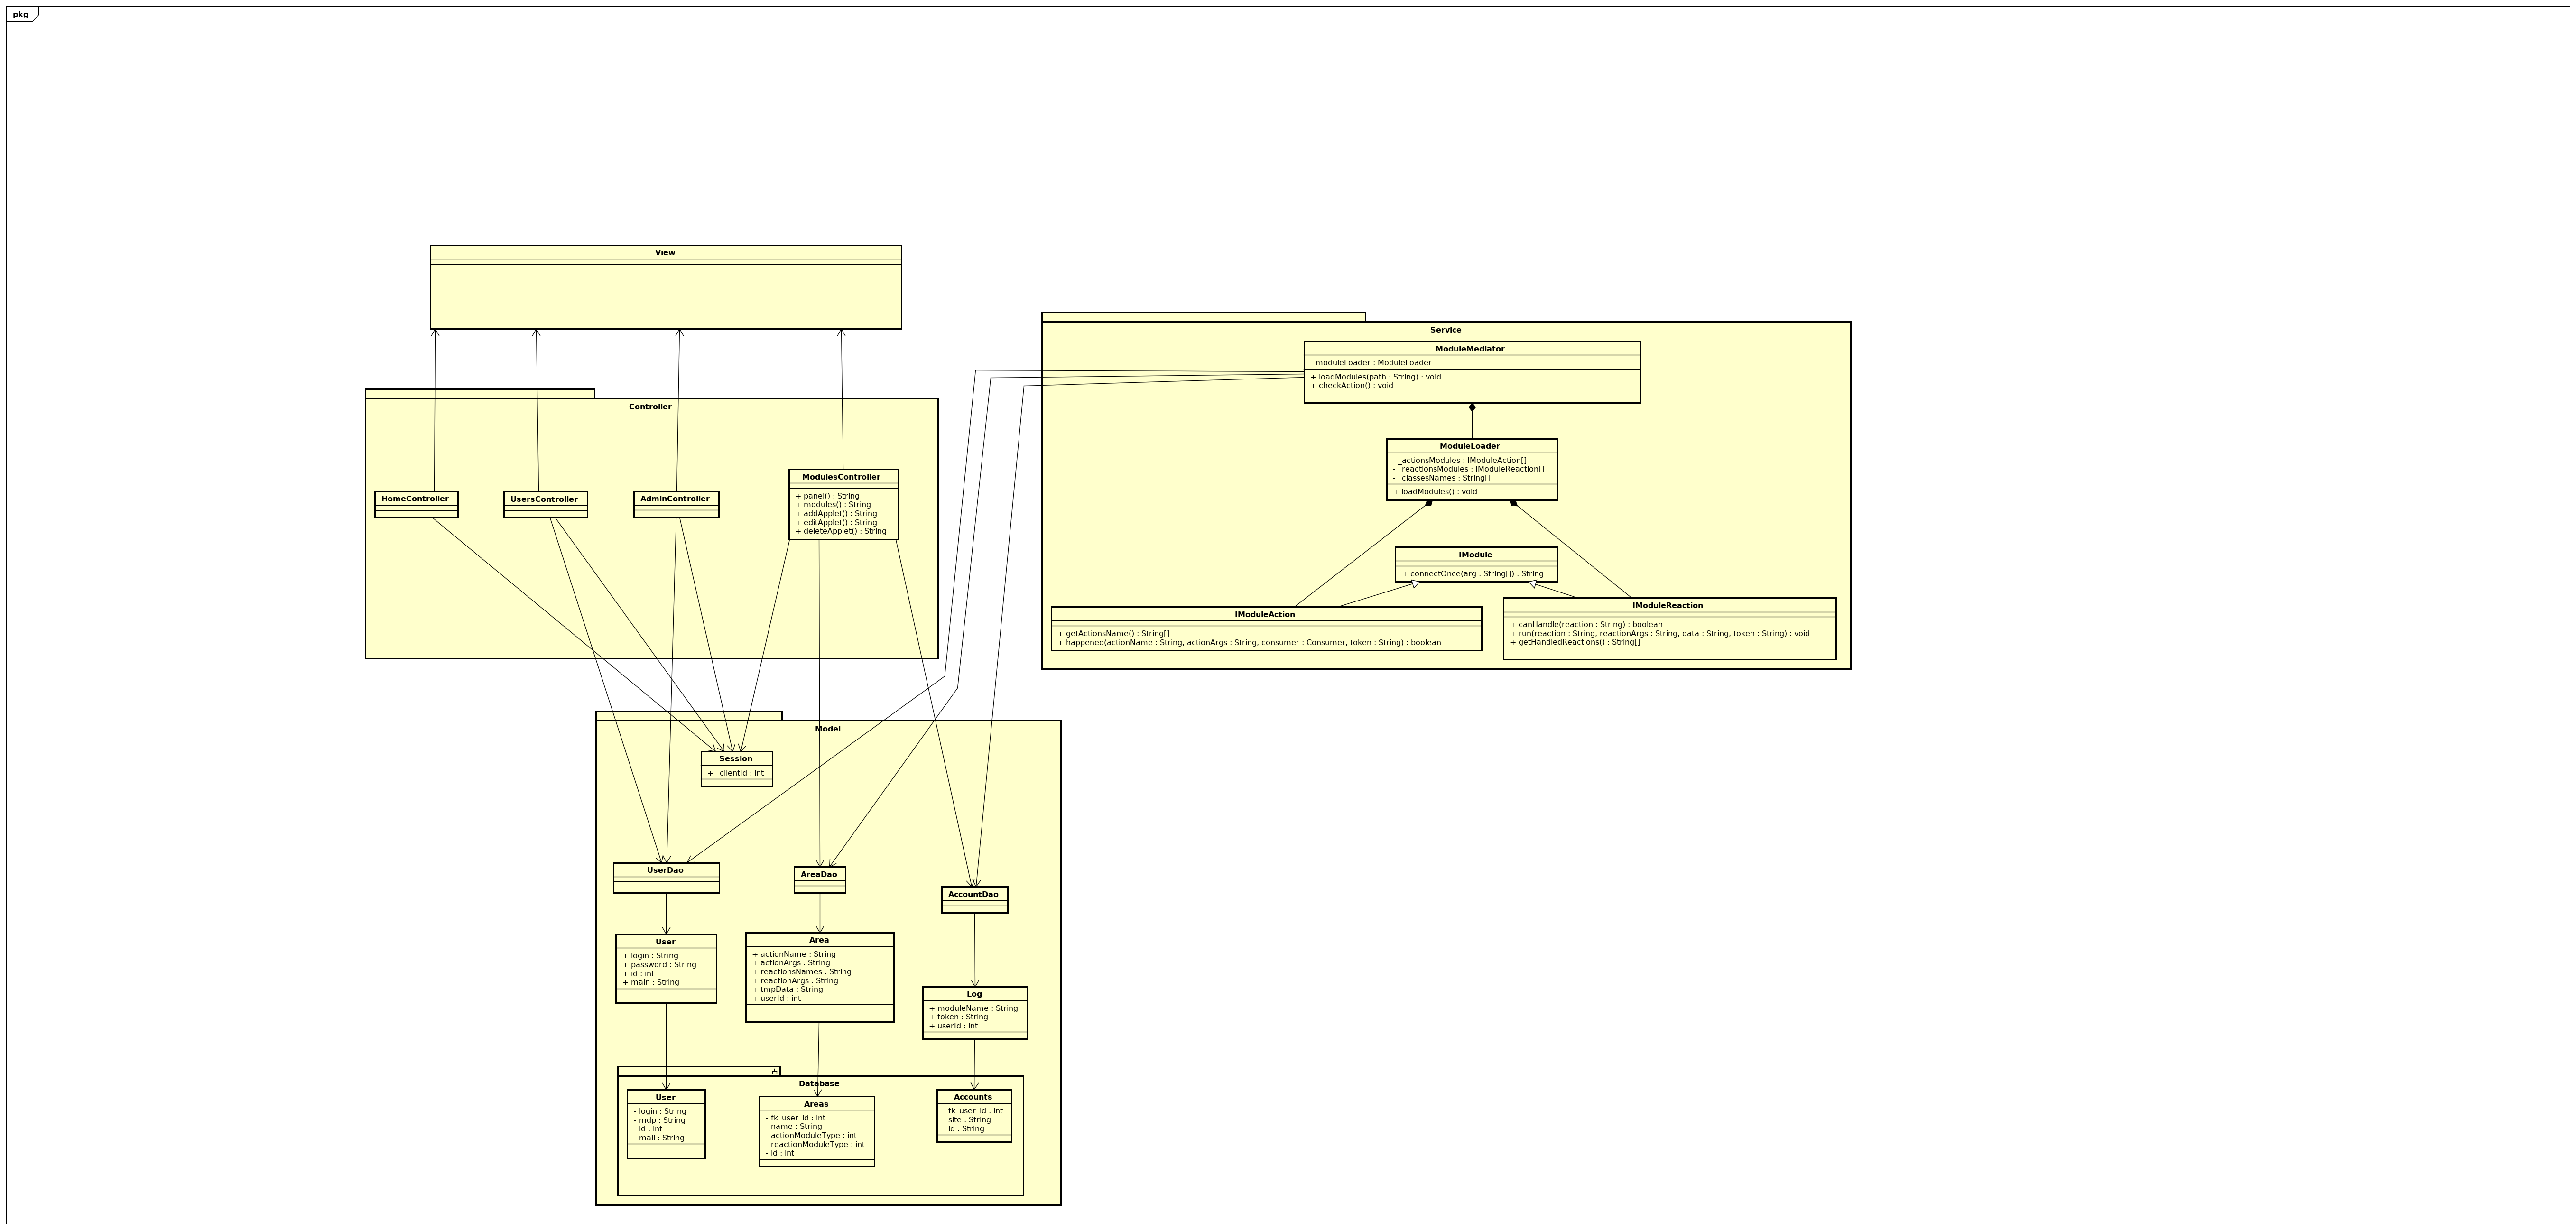 pkg
View
Service
ModuleMediator
- moduleLoader : ModuleLoader
+ loadModules(path : String) : void
+ checkAction() : void
Controller
ModuleLoader
- _actionsModules : IModuleAction[]
- _reactionsModules : IModuleReaction[]
- _classesNames : String[]
+ loadModules() : void
HomeController
UsersController
AdminController
ModulesController
+ panel() : String
+ modules() : String
+ addApplet() : String
+ editApplet() : String
+ deleteApplet() : String
IModule
+ connectOnce(arg : String[]) : String
IModuleAction
+ getActionsName() : String[]
+ happened(actionName : String, actionArgs : String, consumer : Consumer, token : String) : boolean
IModuleReaction
+ canHandle(reaction : String) : boolean
+ run(reaction : String, reactionArgs : String, data : String, token : String) : void
+ getHandledReactions() : String[]
Model
Session
+ _clientId : int
UserDao
AreaDao
AccountDao
User
+ login : String
+ password : String
+ id : int
+ main : String
Area
+ actionName : String
+ actionArgs : String
+ reactionsNames : String
+ reactionArgs : String
+ tmpData : String
+ userId : int
Log
+ moduleName : String
+ token : String
+ userId : int
Database
User
- login : String
- mdp : String
- id : int
- mail : String
Areas
- fk_user_id : int
- name : String
- actionModuleType : int
- reactionModuleType : int
- id : int
Accounts
- fk_user_id : int
- site : String
- id : String